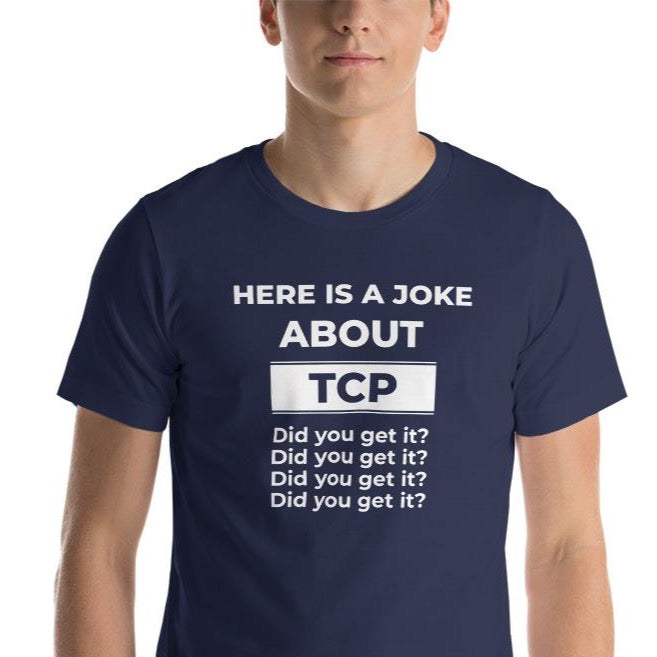 HERE IS A JOKE
ABOUT
TCP
Did you get it?
Did you get it?
Did you get it?
Did you get it?